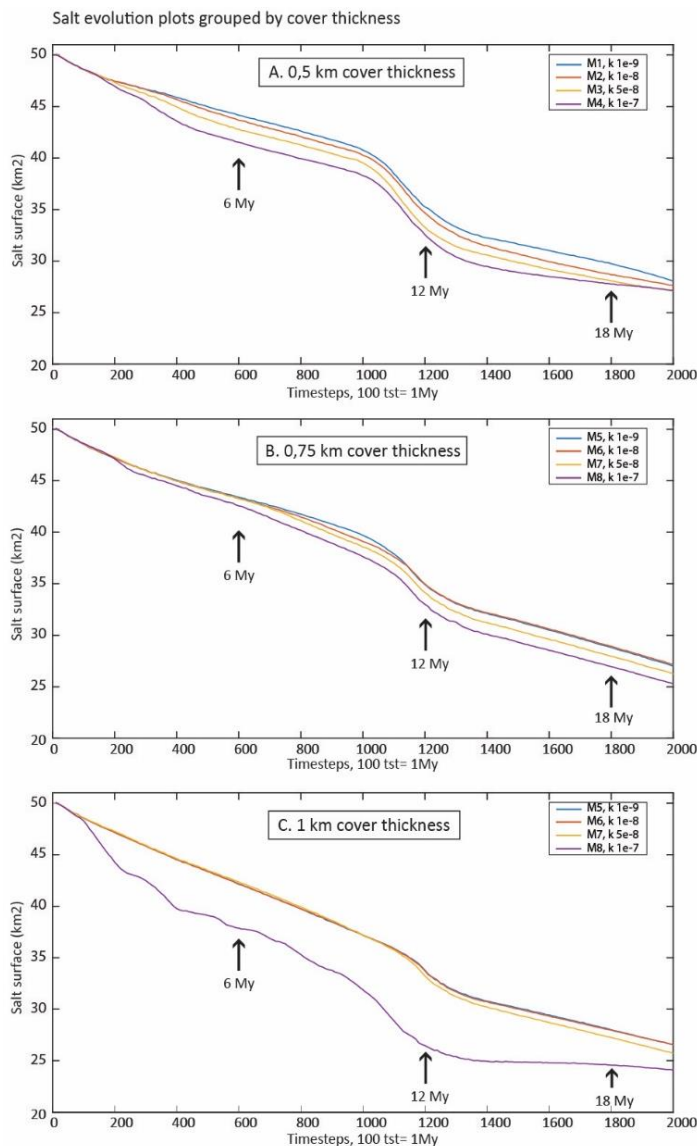 Salt evolution plots grouped by cover thickness
50
A. 0,5 km cover thickness
M1, k 1e-9
M2, k 1e-8
M3, k 5e-8
M4, k 1e-7
45
40
35
30
25
20
Salt surface (km2)
6 My
12 My
18 My
0 200 400 600 800 1000 1200 1400 1600 1800 2000
Timesteps, 100 tst= 1My
50
B. 0,75 km cover thickness
M5, k 1e-9
M6, k 1e-8
M7, k 5e-8
M8, k 1e-7
45
40
35
30
25
20
Salt surface (km2)
6 My
12 My
18 My
0 200 400 600 800 1000 1200 1400 1600 1800 2000
Timesteps, 100 tst= 1My
50
C. 1 km cover thickness
M5, k 1e-9
M6, k 1e-8
M7, k 5e-8
M8, k 1e-7
45
40
35
30
25
20
Salt surface (km2)
6 My
12 My
18 My
0 200 400 600 800 1000 1200 1400 1600 1800 2000
Timesteps, 100 tst= 1My